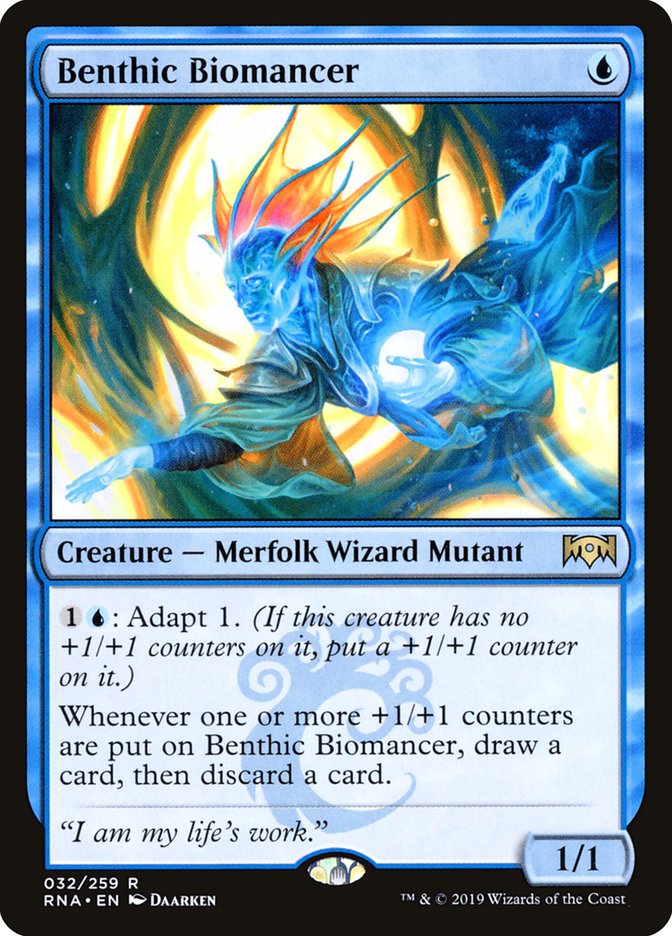 Benthic Biomancer
Creature — Merfolk Wizard Mutant
1 : Adapt 1. (If this creature has no
+1/+1 counters on it, put a +1/+1 counter
on it.)
Whenever one or more +1/+1 counters
are put on Benthic Biomancer, draw a
card, then discard a card.
“I am my life’s work.”
1/1
032/259 R
RNA • EN Daarken
™ & © 2019 Wizards of the Coast